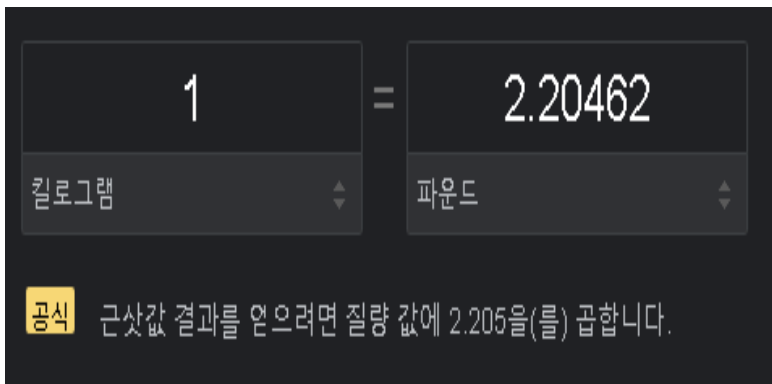 1 = 2.20462
킬로그램 파운드
공식 근삿값 결과를 얻으려면 질량 값에 2.205을(를) 곱합니다.